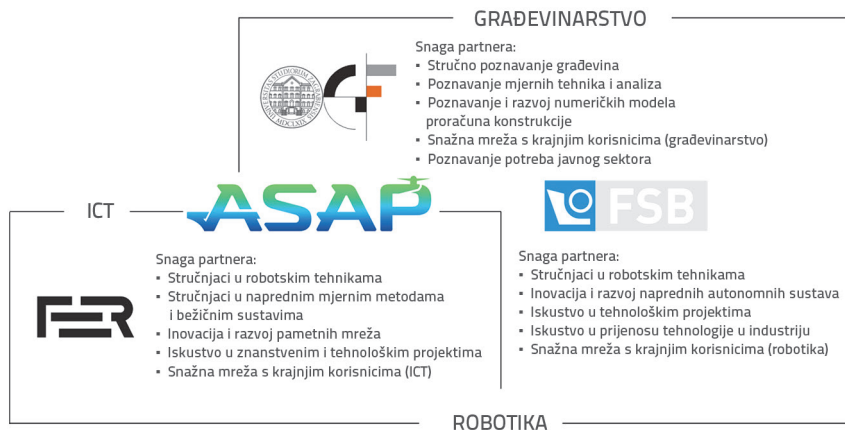 GRAĐEVINARSTVO
Snaga partnera:
▪ Stručno poznavanje građevina
▪ Poznavanje mjernih tehnika i analiza
▪ Poznavanje i razvoj numeričkih modela
proračuna konstrukcije
▪ Snažna mreža s krajnjim korisnicima (građevinarstvo)
▪ Poznavanje potreba javnog sektora
ICT
ASAP
FSB
FER
Snaga partnera:
▪ Stručnjaci u robotskim tehnikama
▪ Stručnjaci u naprednim mjernim metodama
i bežičnim sustavima
▪ Inovacija i razvoj pametnih mreža
▪ Iskustvo u znanstvenim i tehnološkim projektima
▪ Snažna mreža s krajnjim korisnicima (ICT)
Snaga partnera:
▪ Stručnjaci u robotskim tehnikama
▪ Inovacija i razvoj naprednih autonomnih sustava
▪ Iskustvo u tehnološkim projektima
▪ Iskustvo u prijenosu tehnologije u industriju
▪ Snažna mreža s krajnjim korisnicima (robotika)
ROBOTIKA